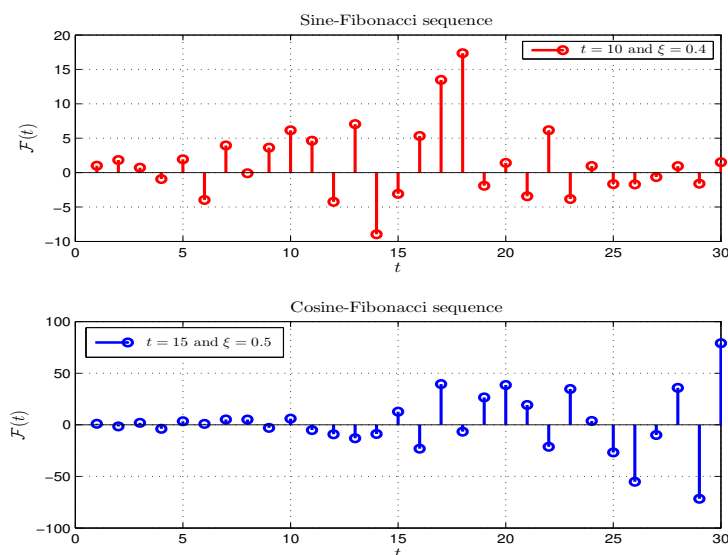 Sine-Fibonacci sequence
20
15
10
5
0
−5
−10
0 5 10 15 20 25 30
t
F(t)
t = 10 and ξ = 0.4
Cosine-Fibonacci sequence
100
50
0
−50
−100
0 5 10 15 20 25 30
t
F(t)
t = 15 and ξ = 0.5